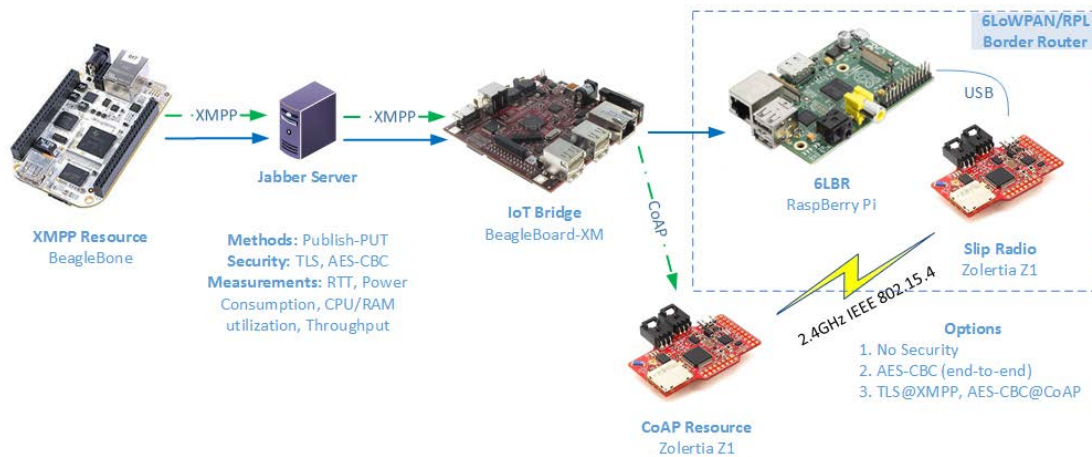 6LoWPAN/RPL
Border Router
XMPP
XMPP
USB
Jabber Server
6LBR
RaspBerry Pi
IoT Bridge
BeagleBoard-XM
CoAP
XMPP Resource
BeagleBone
Methods: Publish-PUT
Security: TLS, AES-CBC
Measurements: RTT, Power
Consumption, CPU/RAM
utilization, Throughput
Slip Radio
Zolertia Z1
2.4GHz IEEE 802.15.4
Options
1. No Security
2. AES-CBC (end-to-end)
3. TLS@XMPP, AES-CBC@CoAP
CoAP Resource
Zolertia Z1